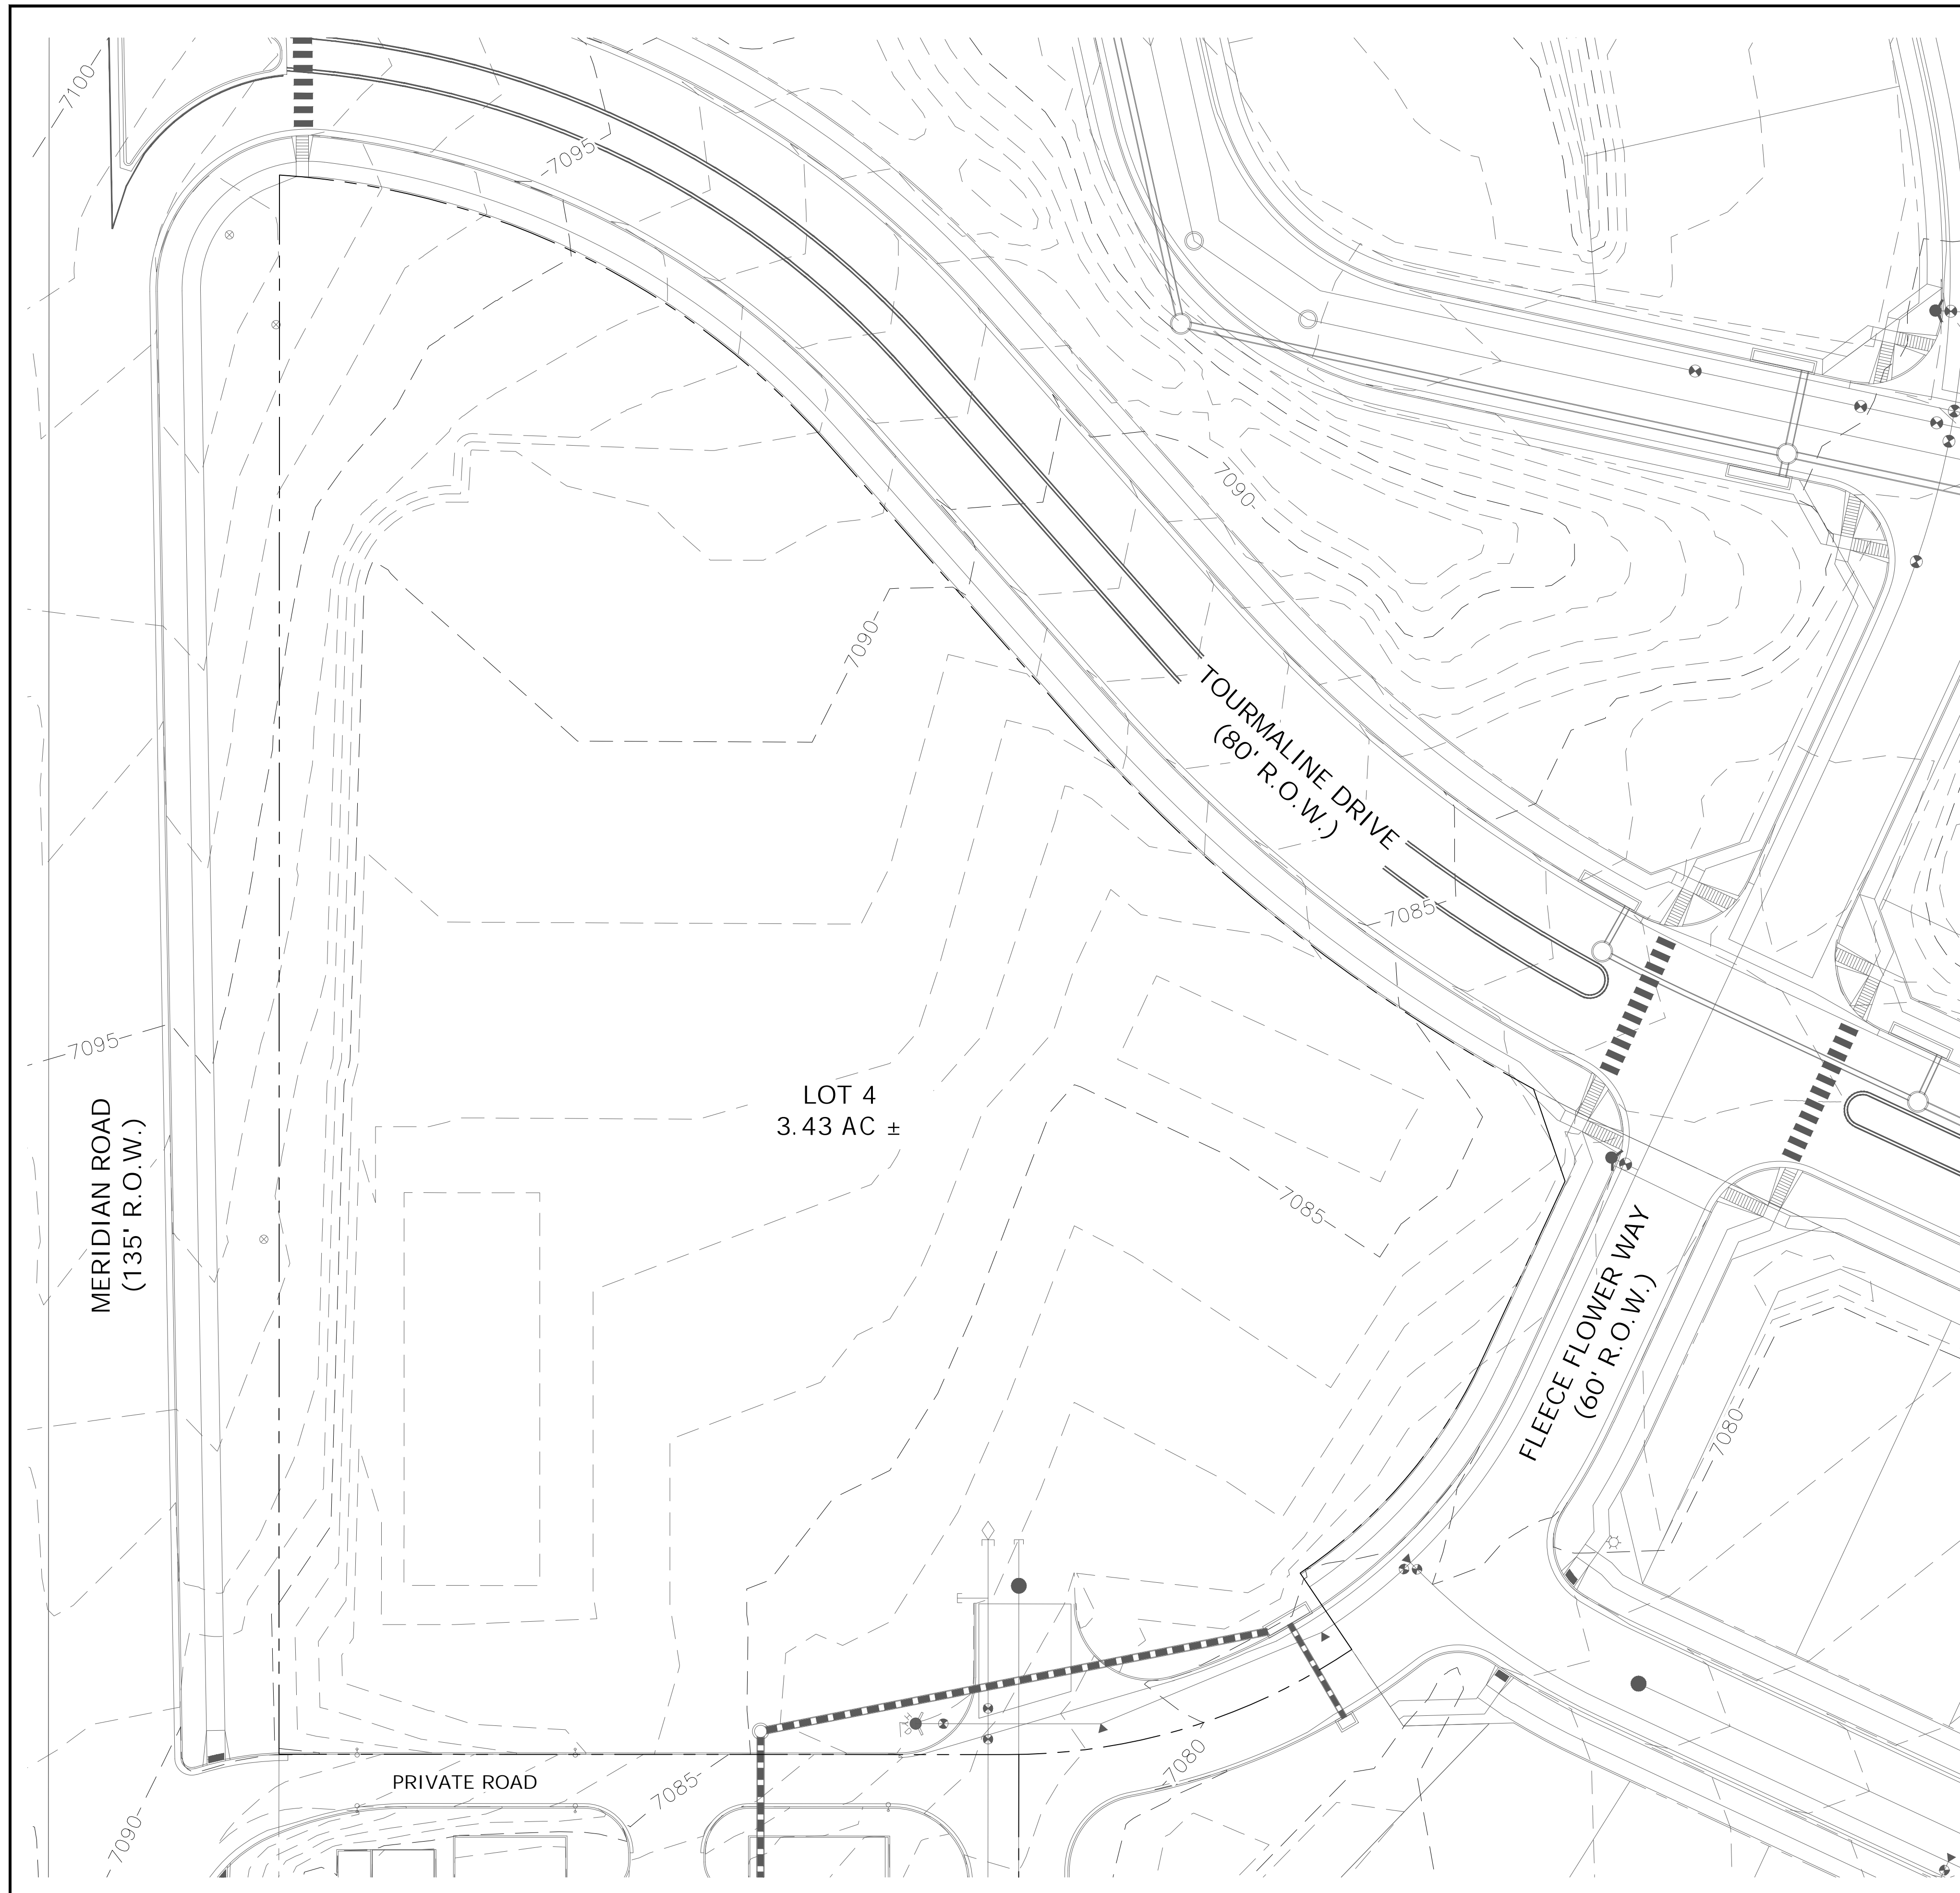 7100
7095
7090
7090
TOURMALINE DRIVE
(80' R.O.W.)
7085
7095
LOT 4
3.43 AC ±
MERIDIAN ROAD
(135' R.O.W.)
7085
FLEECE FLOWER WAY
(60' R.O.W.)
7080
PRIVATE ROAD
7085
7080
7090